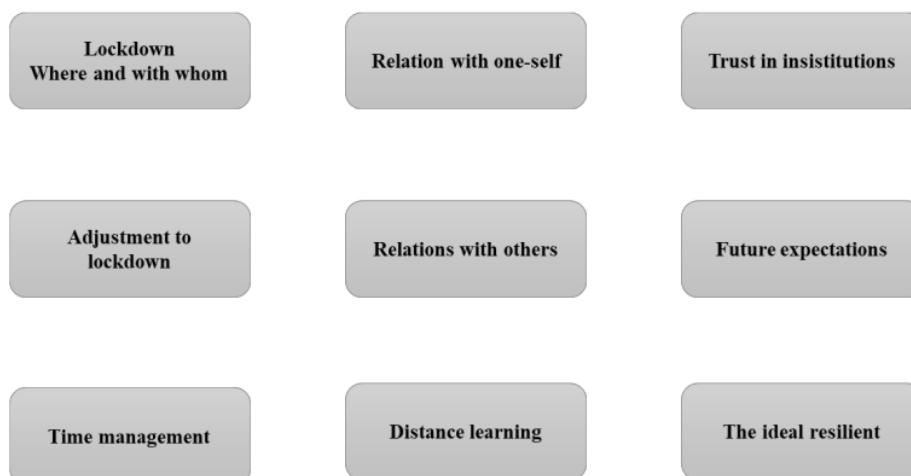 Lockdown
Where and with whom
Relation with one-self
Trust in insistitutions
Adjustment to
lockdown
Relations with others
Future expectations
Time management
Distance learning
The ideal resilient